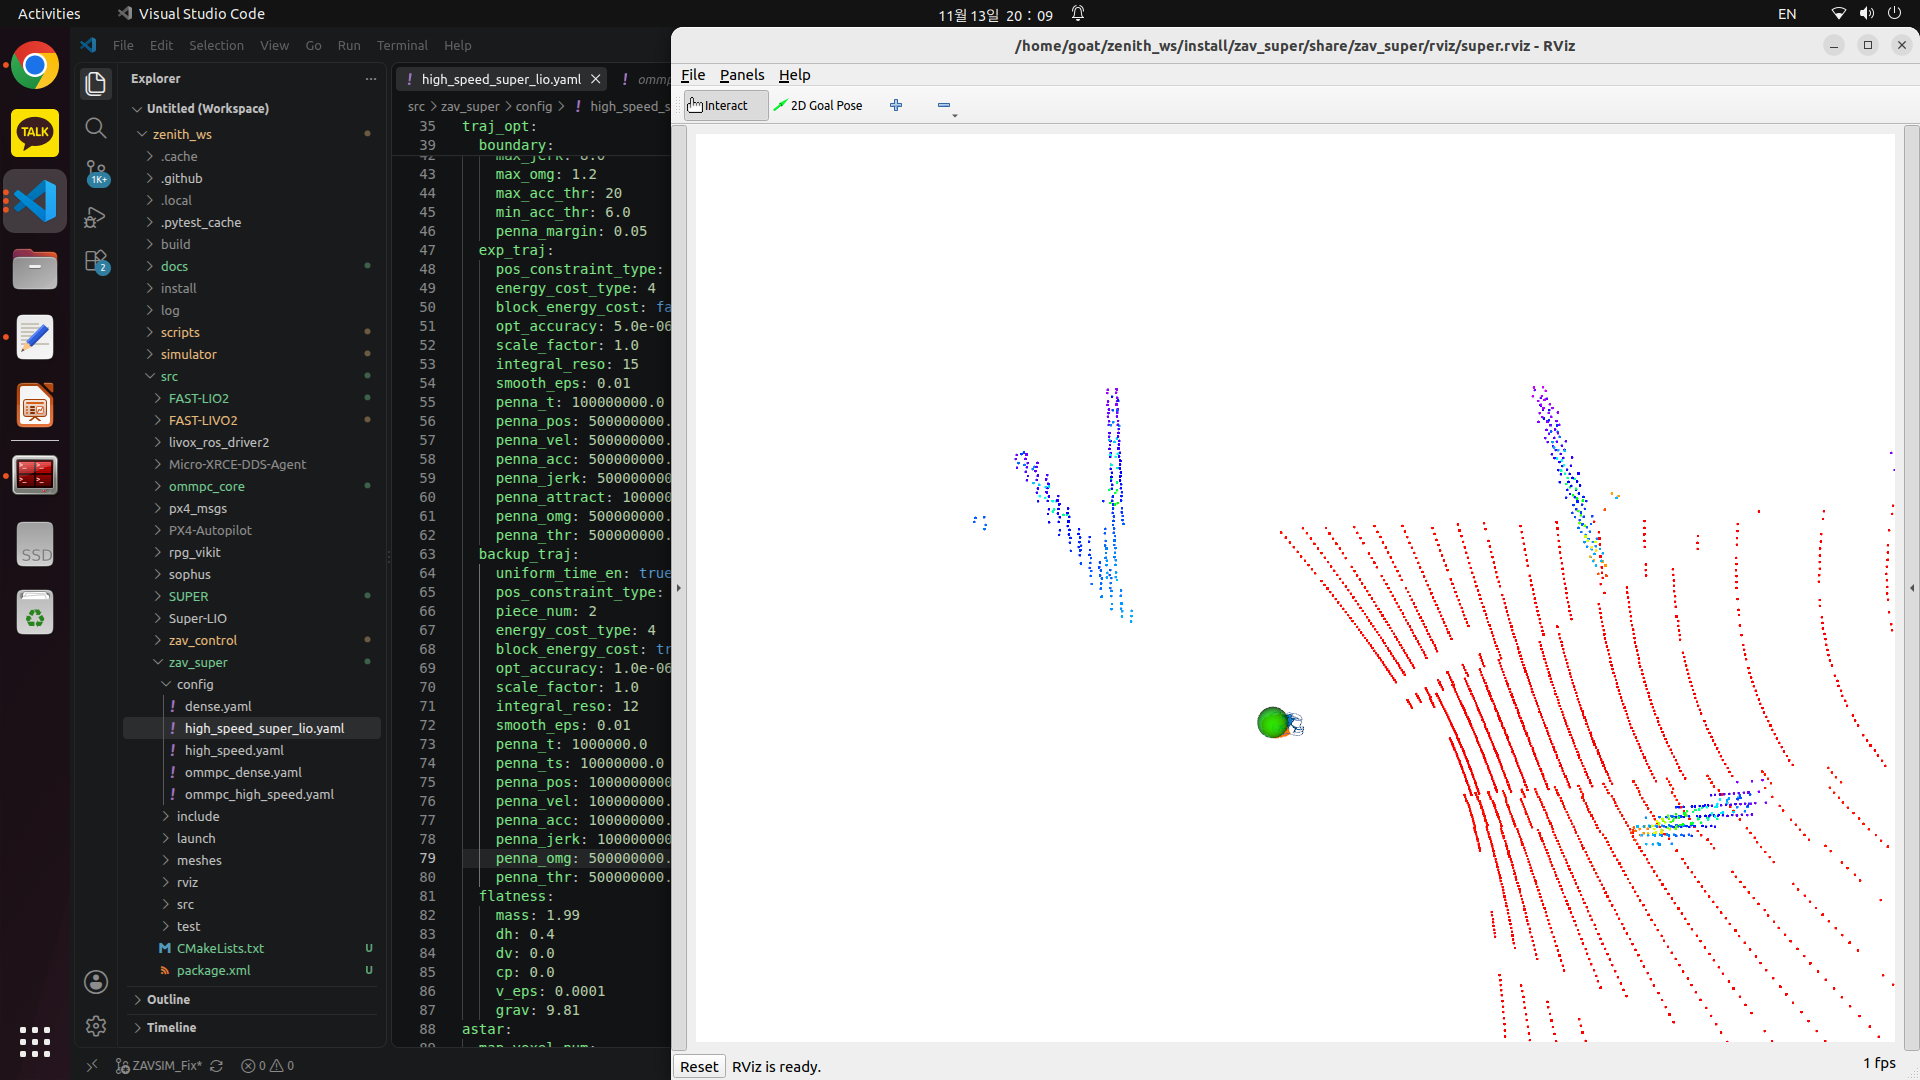 Activities
Visual Studio Code
11월 13일 20 : 09
EN
File Edit Selection View Go Run Terminal Help
/home/goat/zenith_ws/install/zav_super/share/zav_super/rviz/super.rviz - RViz
File Panels Help
Interact
2D Goal Pose
TALK
SSD
Explorer
Untitled (Workspace)
zenith_ws
.cache
.github
.local
.pytest_cache
build
docs
install
log
scripts
simulator
src
FAST-LIO2
FAST-LIVO2
livox_ros_driver2
Micro-XRCE-DDS-Agent
ommpc_core
px4_msgs
PX4-Autopilot
rpg_vikit
sophus
SUPER
Super-LIO
zav_control
zav_super
config
dense.yaml
high_speed_super_lio.yaml
high_speed.yaml
ommpc_dense.yaml
ommpc_high_speed.yaml
include
launch
meshes
rviz
src
test
CMakeLists.txt U
package.xml U
Outline
Timeline
1K+
2
high_speed_super_lio.yaml
src > zav_super > config > ! high_speed_s
35 traj_opt:
39 boundary:
42 max_jerk: 8.0
43 max_omg: 1.2
44 max_acc_thr: 20
45 min_acc_thr: 6.0
46 penna_margin: 0.05
47 exp_traj:
48 pos_constraint_type:
49 energy_cost_type: 4
50 block_energy_cost: fa
51 opt_accuracy: 5.0e-06
52 scale_factor: 1.0
53 integral_reso: 15
54 smooth_eps: 0.01
55 penna_t: 100000000.0
56 penna_pos: 500000000.
57 penna_vel: 500000000.
58 penna_acc: 500000000.
59 penna_jerk: 50000000
60 penna_attract: 100000
61 penna_omg: 500000000.
62 penna_thr: 500000000.
63 backup_traj:
64 uniform_time_en: true
65 pos_constraint_type:
66 piece_num: 2
67 energy_cost_type: 4
68 block_energy_cost: tr
69 opt_accuracy: 1.0e-06
70 scale_factor: 1.0
71 integral_reso: 12
72 smooth_eps: 0.01
73 penna_t: 1000000.0
74 penna_ts: 10000000.0
75 penna_pos: 1000000000
76 penna_vel: 100000000.
77 penna_acc: 100000000.
78 penna_jerk: 100000000
79 penna_omg: 500000000.
80 penna_thr: 500000000.
81 flatness:
82 mass: 1.99
83 dh: 0.4
84 dv: 0.0
85 cp: 0.0
86 v_eps: 0.0001
87 grav: 9.81
88 astar:
ZAVSIM_Fix*
0 0
Reset
RViz is ready.
1 fps